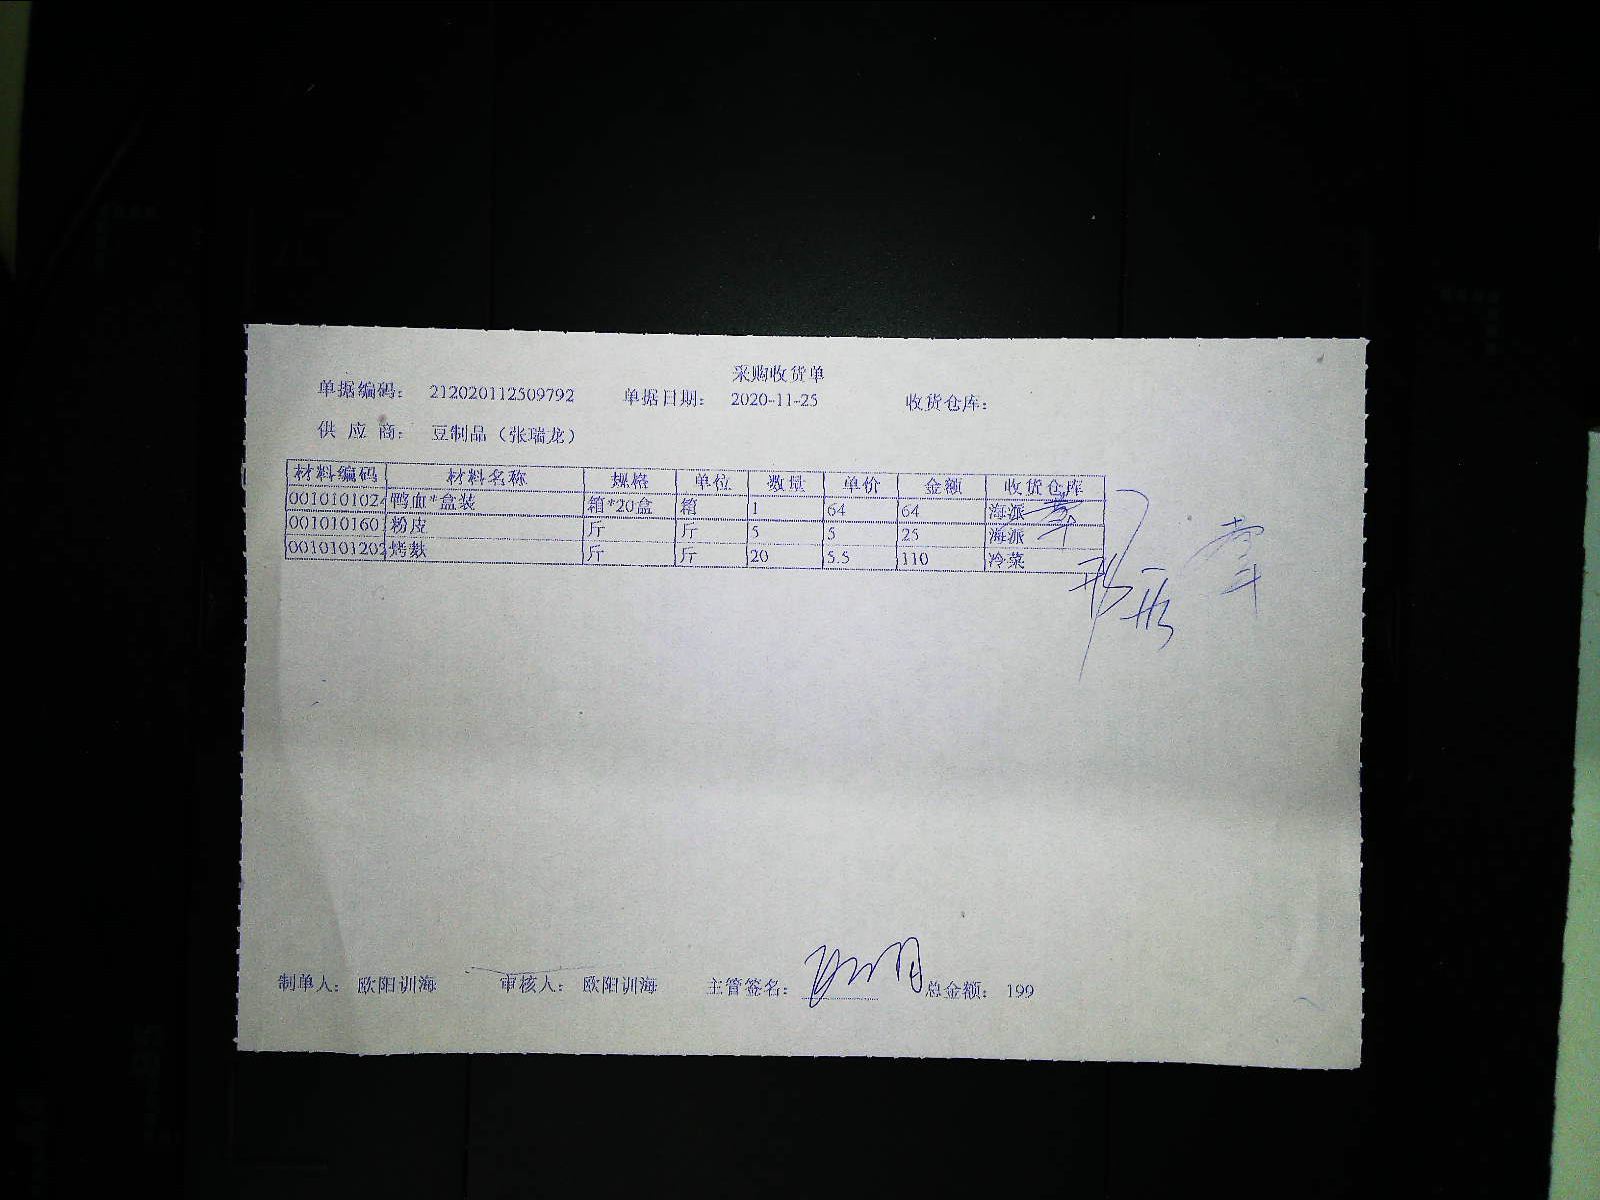 采购收货单
单据编码： 212020112509792 单据日期： 2020-11-25 收货仓库：
供 应 商： 豆制品（张瑞龙）
材料编码 材料名称 规格 单位 数量 单价 金额 收货仓库
0010101024 鸭血*盒装 箱*20盒 箱 1 64 64 海派
001010160 粉皮 斤 斤 5 5 25 海派
0010101202 烤麸 斤 斤 20 5.5 110 冷菜
制单人： 欧阳训海 审核人： 欧阳训海 主管签名： 总金额： 199